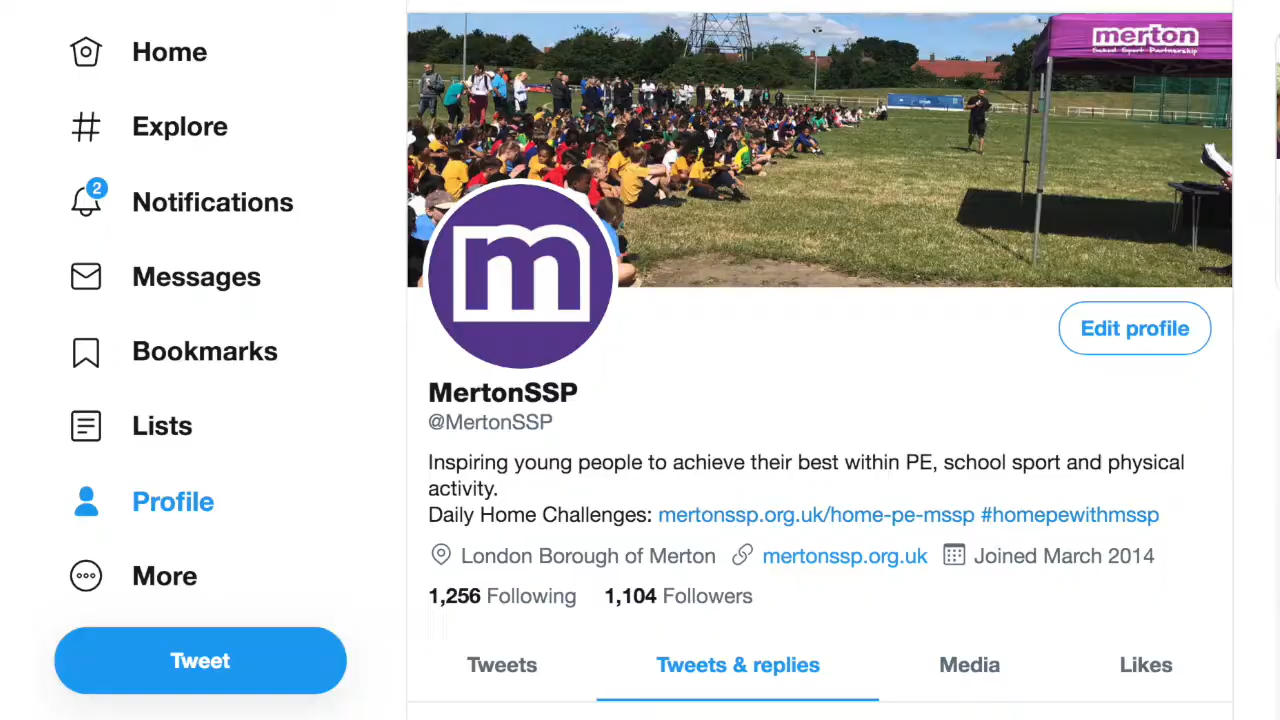 Home
Explore
2
Notifications
Messages
Bookmarks
Lists
Profile
More
Tweet
merton
School Sport Partnership
m
Edit profile
MertonSSP
@MertonSSP
Inspiring young people to achieve their best within PE, school sport and physical
activity.
Daily Home Challenges: mertonssp.org.uk/home-pe-mssp #homepewithmssp
London Borough of Merton mertonssp.org.uk Joined March 2014
1,256 Following 1,104 Followers
Tweets Tweets & replies Media Likes